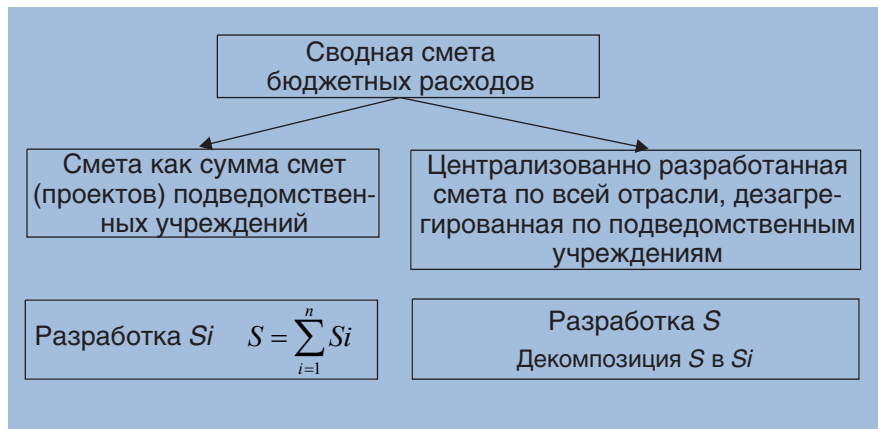 Сводная смета
бюджетных расходов
Смета как сумма смет
(проектов) подведомствен-
ных учреждений
Централизованно разработанная
смета по всей отрасли, дезагре-
гированная по подведомственным
учреждениям
Разработка Si S = \sum_{i=1}^{n} Si
Разработка S
Декомпозиция S в Si